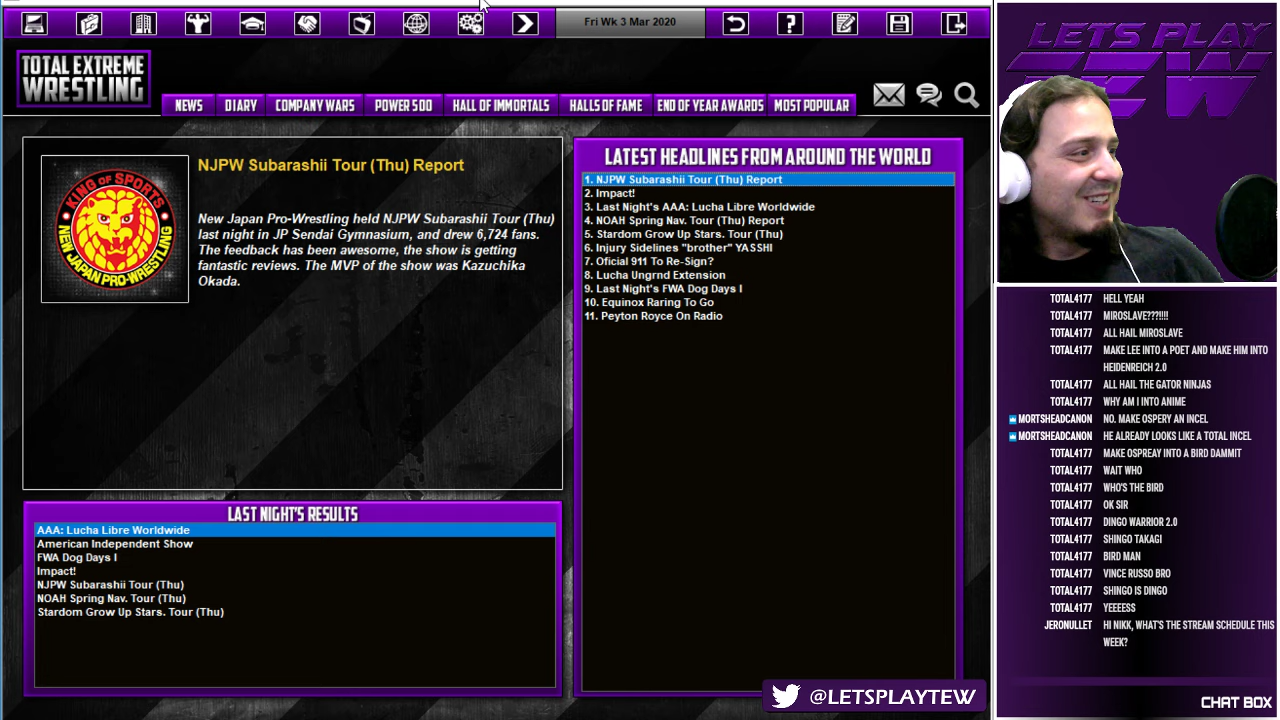 Fri Wk 3 Mar 2020
TOTAL EXTREME
WRESTLING
NEWS
DIARY
COMPANY WARS
POWER 500
HALL OF IMMORTALS
HALLS OF FAME
END OF YEAR AWARDS
MOST POPULAR
KING OF SPORTS
NEW JAPAN PRO-WRESTLING
NJPW Subarashii Tour (Thu) Report
New Japan Pro-Wrestling held NJPW Subarashii Tour (Thu)
last night in JP Sendai Gymnasium, and drew 6,724 fans.
The feedback has been awesome, the show is getting
fantastic reviews. The MVP of the show was Kazuchika
Okada.
LATEST HEADLINES FROM AROUND THE WORLD
1. NJPW Subarashii Tour (Thu) Report
2. Impact!
3. Last Night's AAA: Lucha Libre Worldwide
4. NOAH Spring Nav. Tour (Thu) Report
5. Stardom Grow Up Stars. Tour (Thu)
6. Injury Sidelines "brother" YASSHI
7. Oficial 911 To Re-Sign?
8. Lucha Ungrnd Extension
9. Last Night's FWA Dog Days I
10. Equinox Raring To Go
11. Peyton Royce On Radio
LAST NIGHT'S RESULTS
AAA: Lucha Libre Worldwide
American Independent Show
FWA Dog Days I
Impact!
NJPW Subarashii Tour (Thu)
NOAH Spring Nav. Tour (Thu)
Stardom Grow Up Stars. Tour (Thu)
@LETSPLAYTEW
LETS PLAY
TEW
TOTAL4177 HELL YEAH
TOTAL4177 MIROSLAVE???!!!!
TOTAL4177 ALL HAIL MIROSLAVE
TOTAL4177 MAKE LEE INTO A POET AND MAKE HIM INTO
HEIDENREICH 2.0
TOTAL4177 ALL HAIL THE GATOR NINJAS
TOTAL4177 WHY AM I INTO ANIME
MORTSHEADCANON NO. MAKE OSPERY AN INCEL
MORTSHEADCANON HE ALREADY LOOKS LIKE A TOTAL INCEL
TOTAL4177 MAKE OSPREAY INTO A BIRD DAMMIT
TOTAL4177 WAIT WHO
TOTAL4177 WHO'S THE BIRD
TOTAL4177 OK SIR
TOTAL4177 DINGO WARRIOR 2.0
TOTAL4177 SHINGO TAKAGI
TOTAL4177 BIRD MAN
TOTAL4177 VINCE RUSSO BRO
TOTAL4177 SHINGO IS DINGO
TOTAL4177 YEEEESS
JERONULLET HI NIKK, WHAT'S THE STREAM SCHEDULE THIS
WEEK?
CHAT BOX